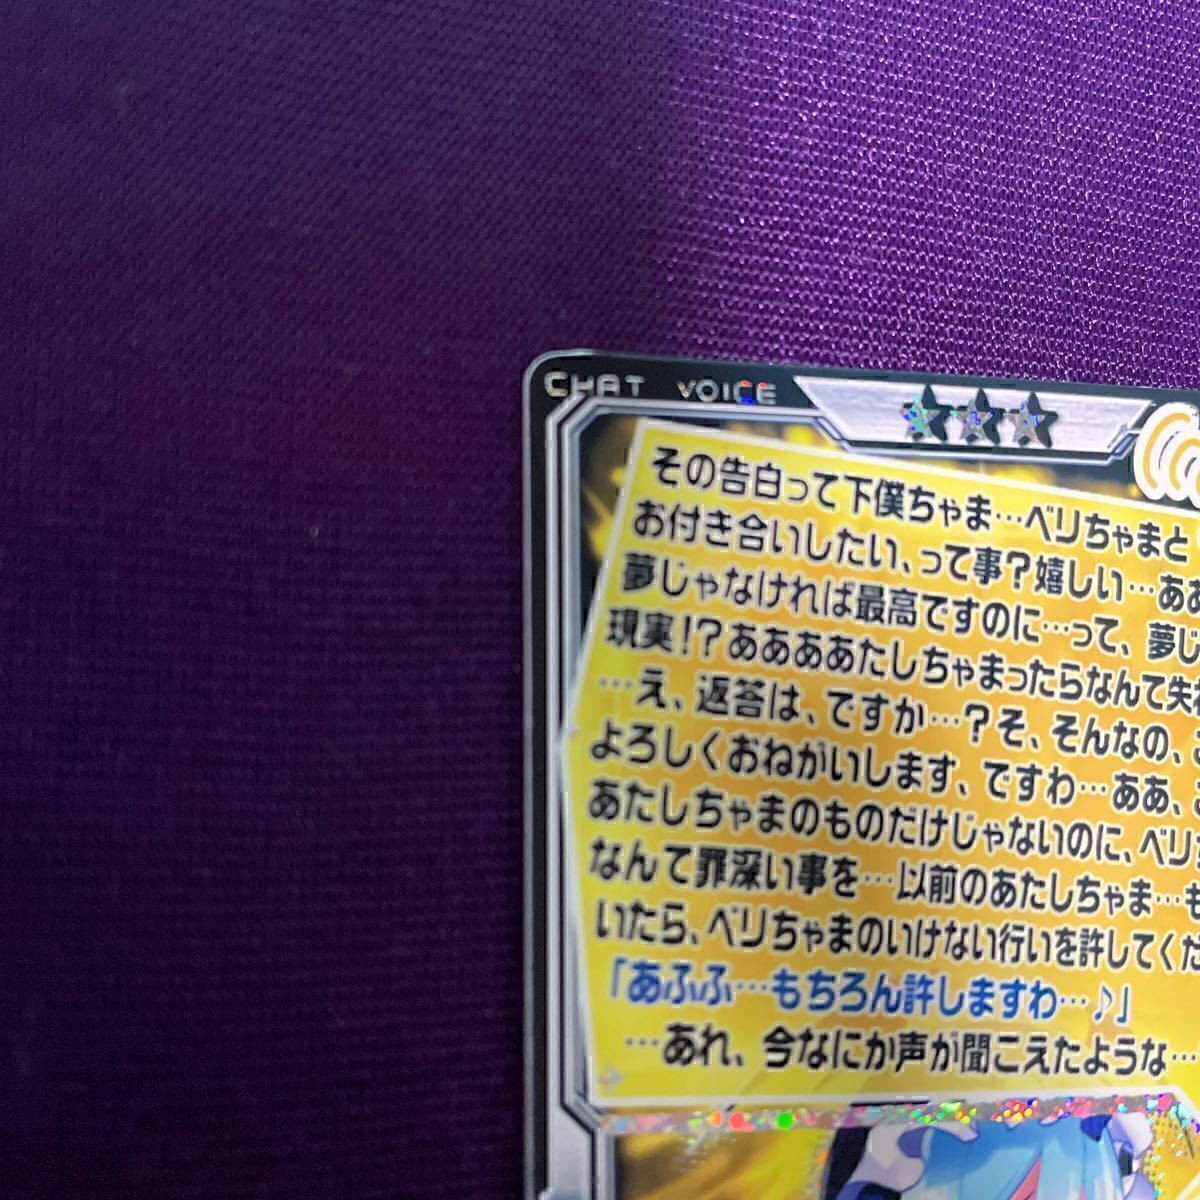 CHAT VOICE
その告白って下僕ちゃま…ベリちゃまと
お付き合いしたい、って事？嬉しい…ああ
夢じゃなければ最高ですのに…って、夢じ
現実！？ああああたしちゃまったらなんて失
…え、返答は、ですか…？そ、そんなの、
よろしくおねがいします、ですわ…ああ、
あたしちゃまのものだけじゃないのに、ベリ
なんて罪深い事を…以前のあたしちゃま…も
いたら、ベリちゃまのいけない行いを許してくだ
「あふふ…もちろん許しますわ…♪」
…あれ、今なにか声が聞こえたような…